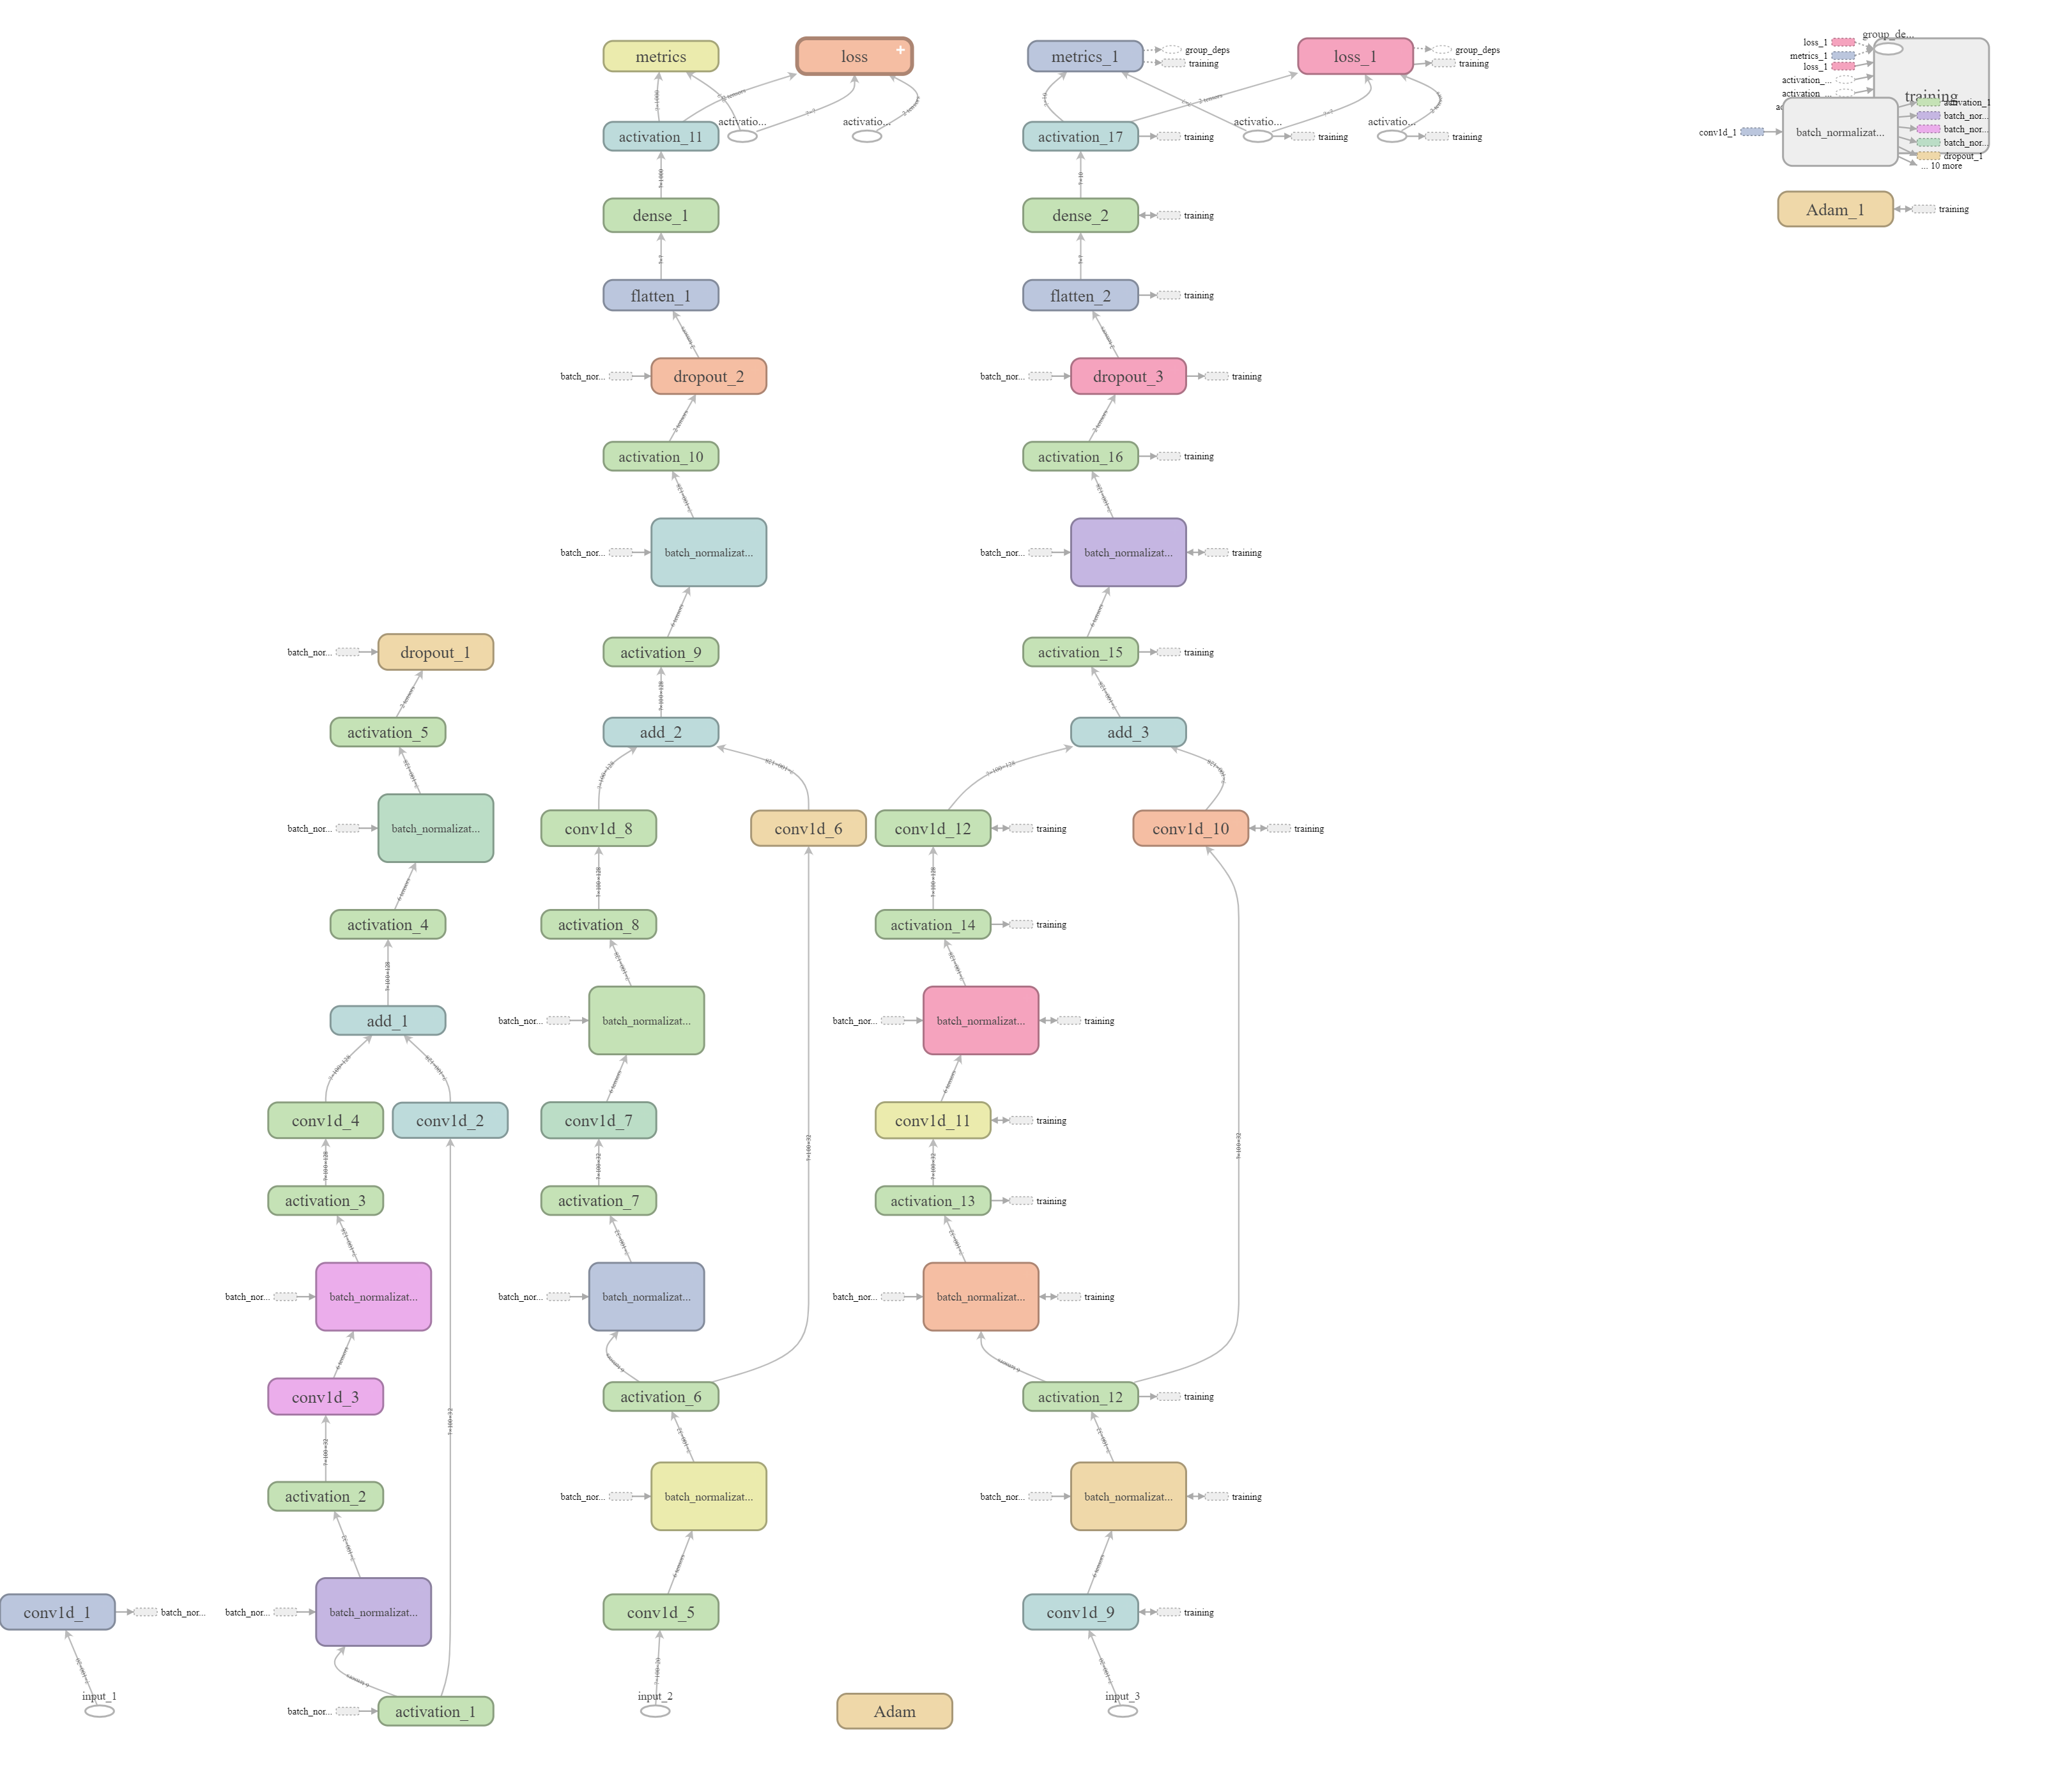 metrics
loss
metrics_1
group_deps
training
loss_1
group_deps
training
loss_1
metrics_1
loss_1
activation_...
activation_...
group_de...
training
activation_1
batch_nor...
batch_nor...
batch_nor...
dropout_1
... 10 more
conv1d_1
batch_normalizat...
Adam_1
training
activation_11
activatio...
activatio...
activation_17
training
activatio...
training
activatio...
training
dense_1
dense_2
training
flatten_1
flatten_2
training
batch_nor...
dropout_2
batch_nor...
dropout_3
training
activation_10
activation_16
training
batch_nor...
batch_normalizat...
batch_nor...
batch_normalizat...
training
batch_nor...
dropout_1
activation_9
activation_15
training
activation_5
add_2
add_3
batch_nor...
batch_normalizat...
conv1d_8
conv1d_6
conv1d_12
training
conv1d_10
training
activation_4
activation_8
activation_14
training
add_1
batch_nor...
batch_normalizat...
batch_nor...
batch_normalizat...
training
conv1d_4
conv1d_2
conv1d_7
conv1d_11
training
activation_3
activation_7
activation_13
training
batch_nor...
batch_normalizat...
batch_nor...
batch_normalizat...
batch_nor...
batch_normalizat...
training
conv1d_3
activation_6
activation_12
training
activation_2
batch_nor...
batch_normalizat...
batch_nor...
batch_normalizat...
training
conv1d_1
batch_nor...
batch_nor...
batch_normalizat...
conv1d_5
conv1d_9
training
input_1
batch_nor...
activation_1
input_2
Adam
input_3